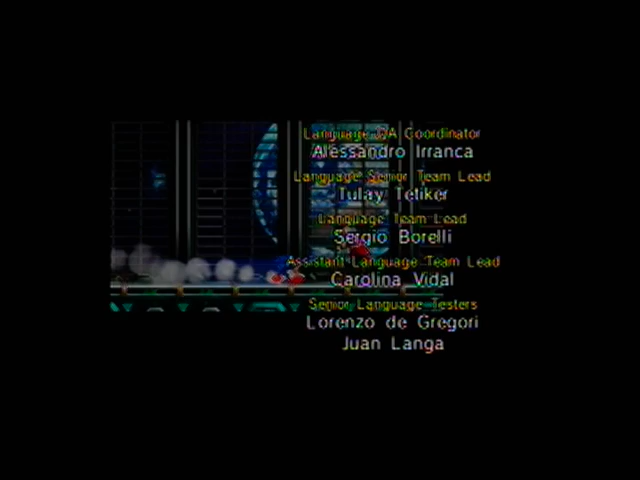 Language QA Coordinator
Alessandro Irranca
Language Senior Team Lead
Tulay Tetiker
Language Team Lead
Sergio Borelli
Assistant Language Team Lead
Carolina Vidal
Senior Language Testers
Lorenzo de Gregori
Juan Langa